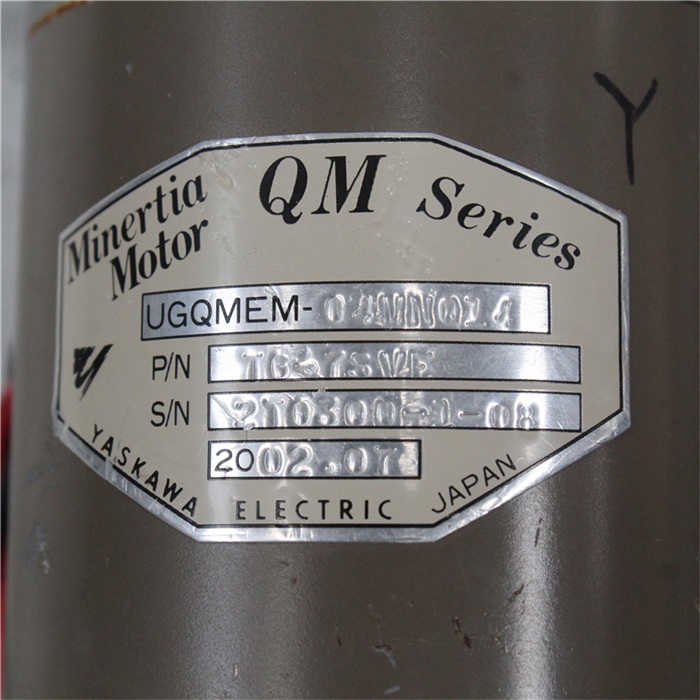 Y
Minertia Motor
QM Series
UGQMEM-
P/N
S/N
2002.07
YASKAWA ELECTRIC JAPAN